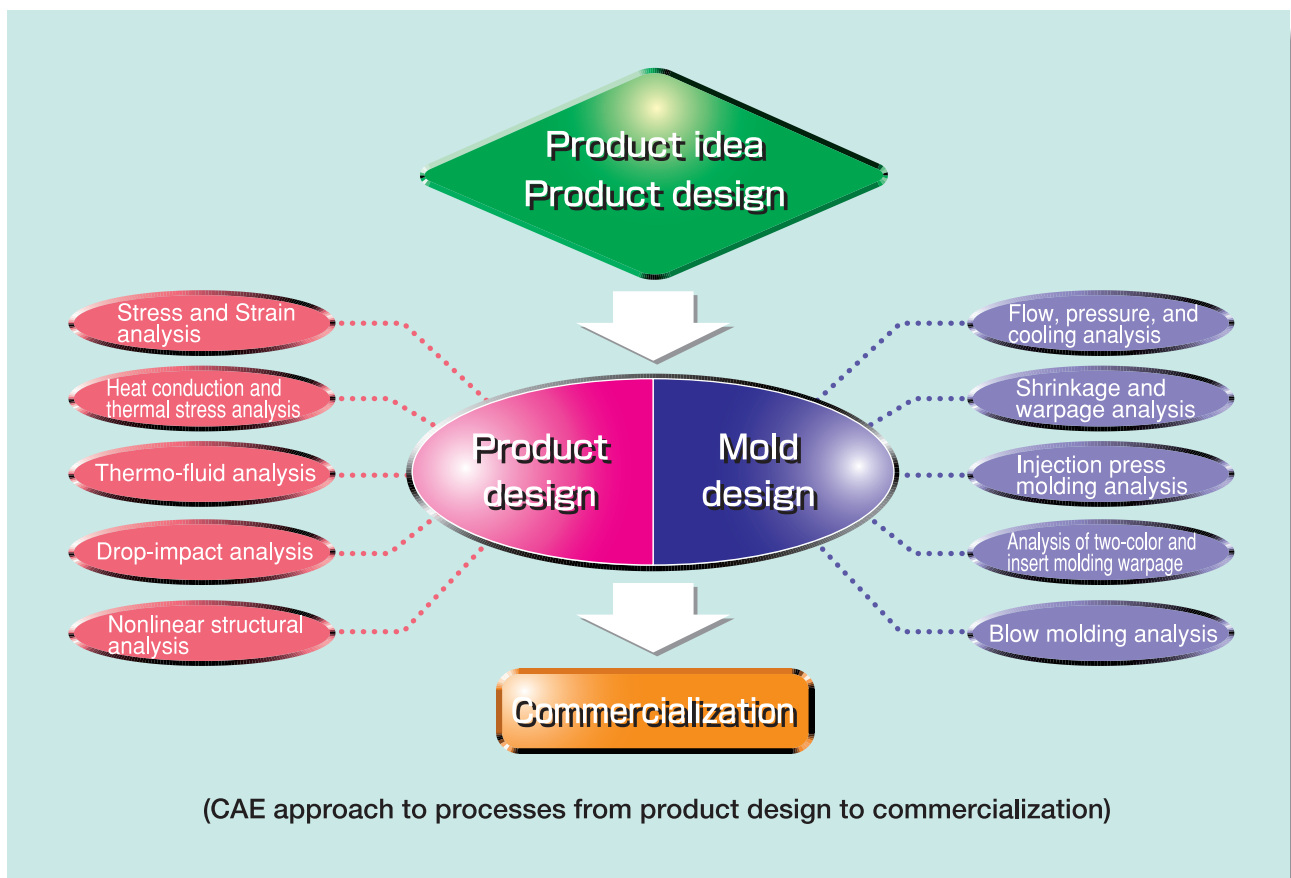 Product idea
Product design
Stress and Strain
analysis
Heat conduction and
thermal stress analysis
Thermo-fluid analysis
Drop-impact analysis
Nonlinear structural
analysis
Product
design
Mold
design
Flow, pressure, and
cooling analysis
Shrinkage and
warpage analysis
Injection press
molding analysis
Analysis of two-color and
insert molding warpage
Blow molding analysis
Commercialization
(CAE approach to processes from product design to commercialization)